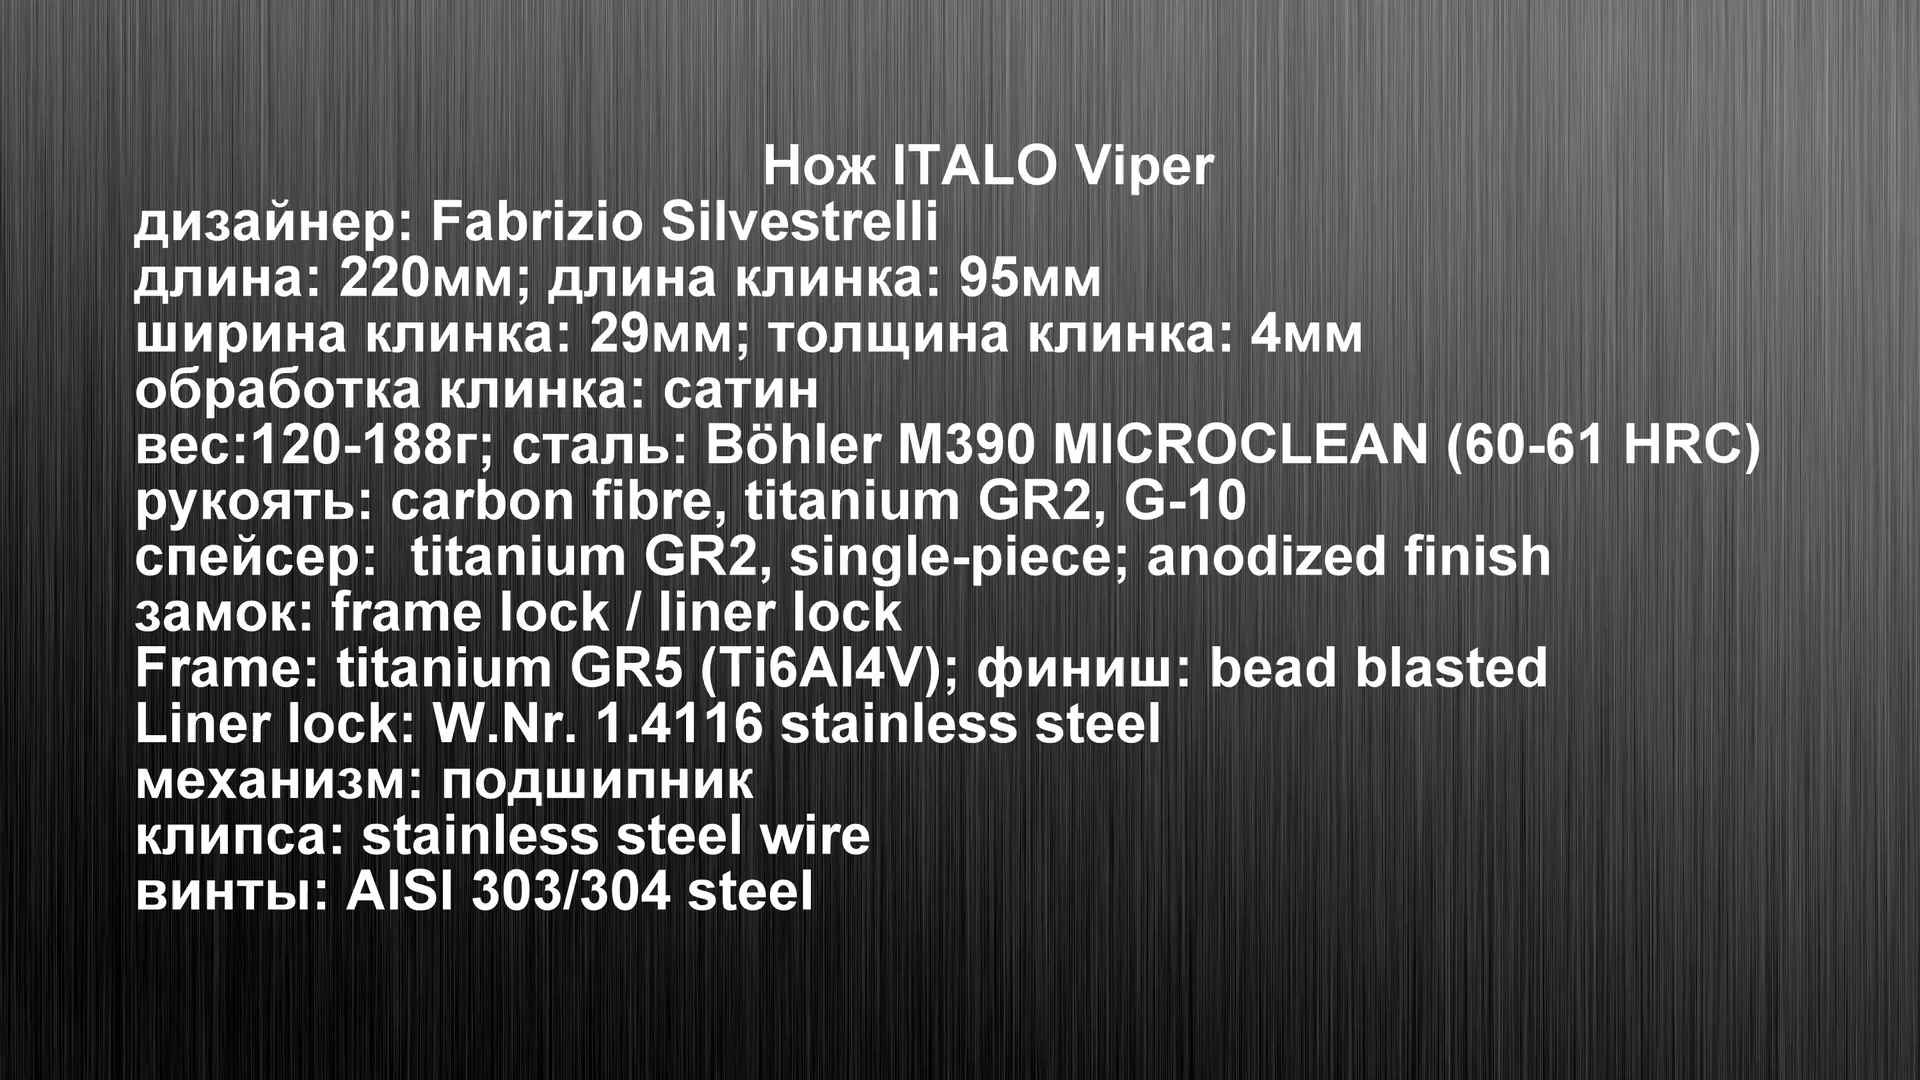 Нож ITALO Viper
дизайнер: Fabrizio Silvestrelli
длина: 220мм; длина клинка: 95мм
ширина клинка: 29мм; толщина клинка: 4мм
обработка клинка: сатин
вес:120-188г; сталь: Böhler M390 MICROCLEAN (60-61 HRC)
рукоять: carbon fibre, titanium GR2, G-10
спейсер:  titanium GR2, single-piece; anodized finish
замок: frame lock / liner lock
Frame: titanium GR5 (Ti6Al4V); финиш: bead blasted
Liner lock: W.Nr. 1.4116 stainless steel
механизм: подшипник
клипса: stainless steel wire
винты: AISI 303/304 steel